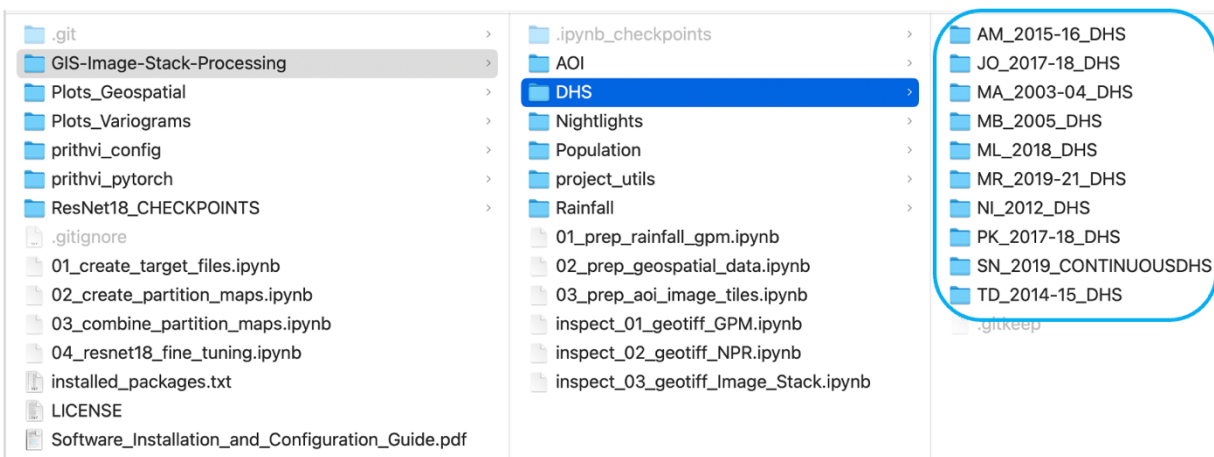 .git
GIS-Image-Stack-Processing
Plots_Geospatial
Plots_Variograms
prithvi_config
prithvi_pytorch
ResNet18_CHECKPOINTS
.gitignore
01_create_target_files.ipynb
02_create_partition_maps.ipynb
03_combine_partition_maps.ipynb
04_resnet18_fine_tuning.ipynb
installed_packages.txt
LICENSE
Software_Installation_and_Configuration_Guide.pdf
.ipynb_checkpoints
AOI
DHS
Nightlights
Population
project_utils
Rainfall
01_prep_rainfall_gpm.ipynb
02_prep_geospatial_data.ipynb
03_prep_aoi_image_tiles.ipynb
inspect_01_geotiff_GPM.ipynb
inspect_02_geotiff_NPR.ipynb
inspect_03_geotiff_Image_Stack.ipynb
AM_2015-16_DHS
JO_2017-18_DHS
MA_2003-04_DHS
MB_2005_DHS
ML_2018_DHS
MR_2019-21_DHS
NI_2012_DHS
PK_2017-18_DHS
SN_2019_CONTINUOUSDHS
TD_2014-15_DHS
.gitkeep